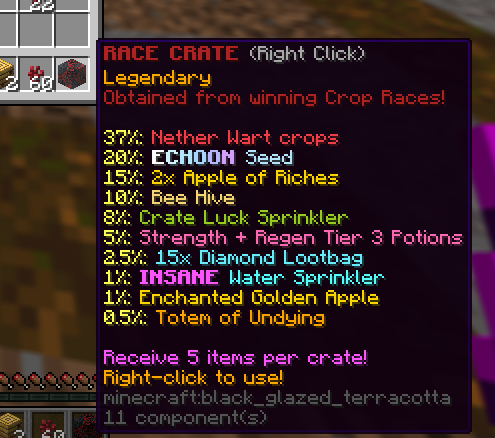 22
2
60
RACE CRATE (Right Click)
Legendary
Obtained from winning Crop Races!
37%: Nether Wart crops
20%: ECHOON Seed
15%: 2x Apple of Riches
10%: Bee Hive
8%: Crate Luck Sprinkler
5%: Strength + Regen Tier 3 Potions
2.5%: 15x Diamond Lootbag
1%: INSANE Water Sprinkler
1%: Enchanted Golden Apple
0.5%: Totem of Undying
Receive 5 items per crate!
Right-click to use!
minecraft:black_glazed_terracotta
11 component(s)
2
60